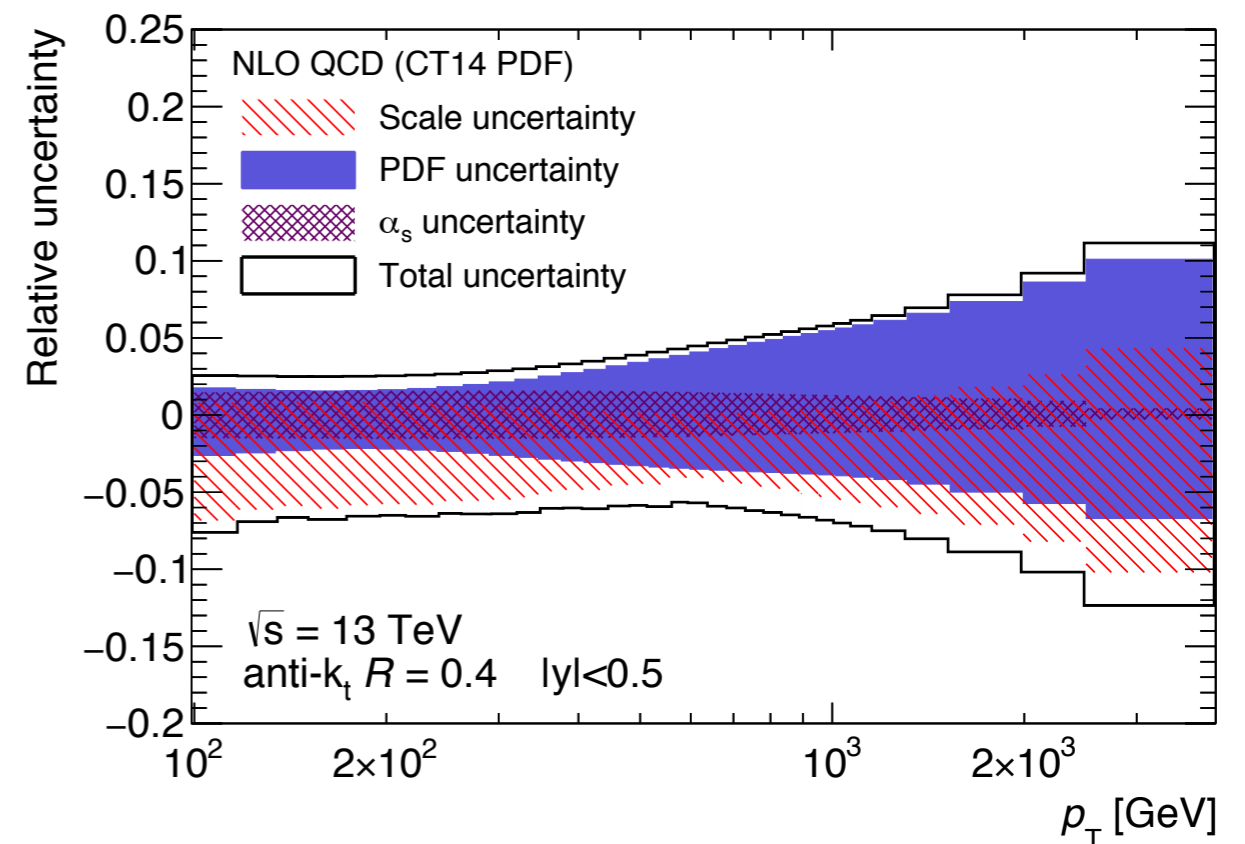 Relative uncertainty
0.25
0.2
0.15
0.1
0.05
0
−0.05
−0.1
−0.15
−0.2
NLO QCD (CT14 PDF)
Scale uncertainty
PDF uncertainty
αs uncertainty
Total uncertainty
√s = 13 TeV
anti-kt R = 0.4 |y|<0.5
10² 2×10² 10³ 2×10³
pT [GeV]